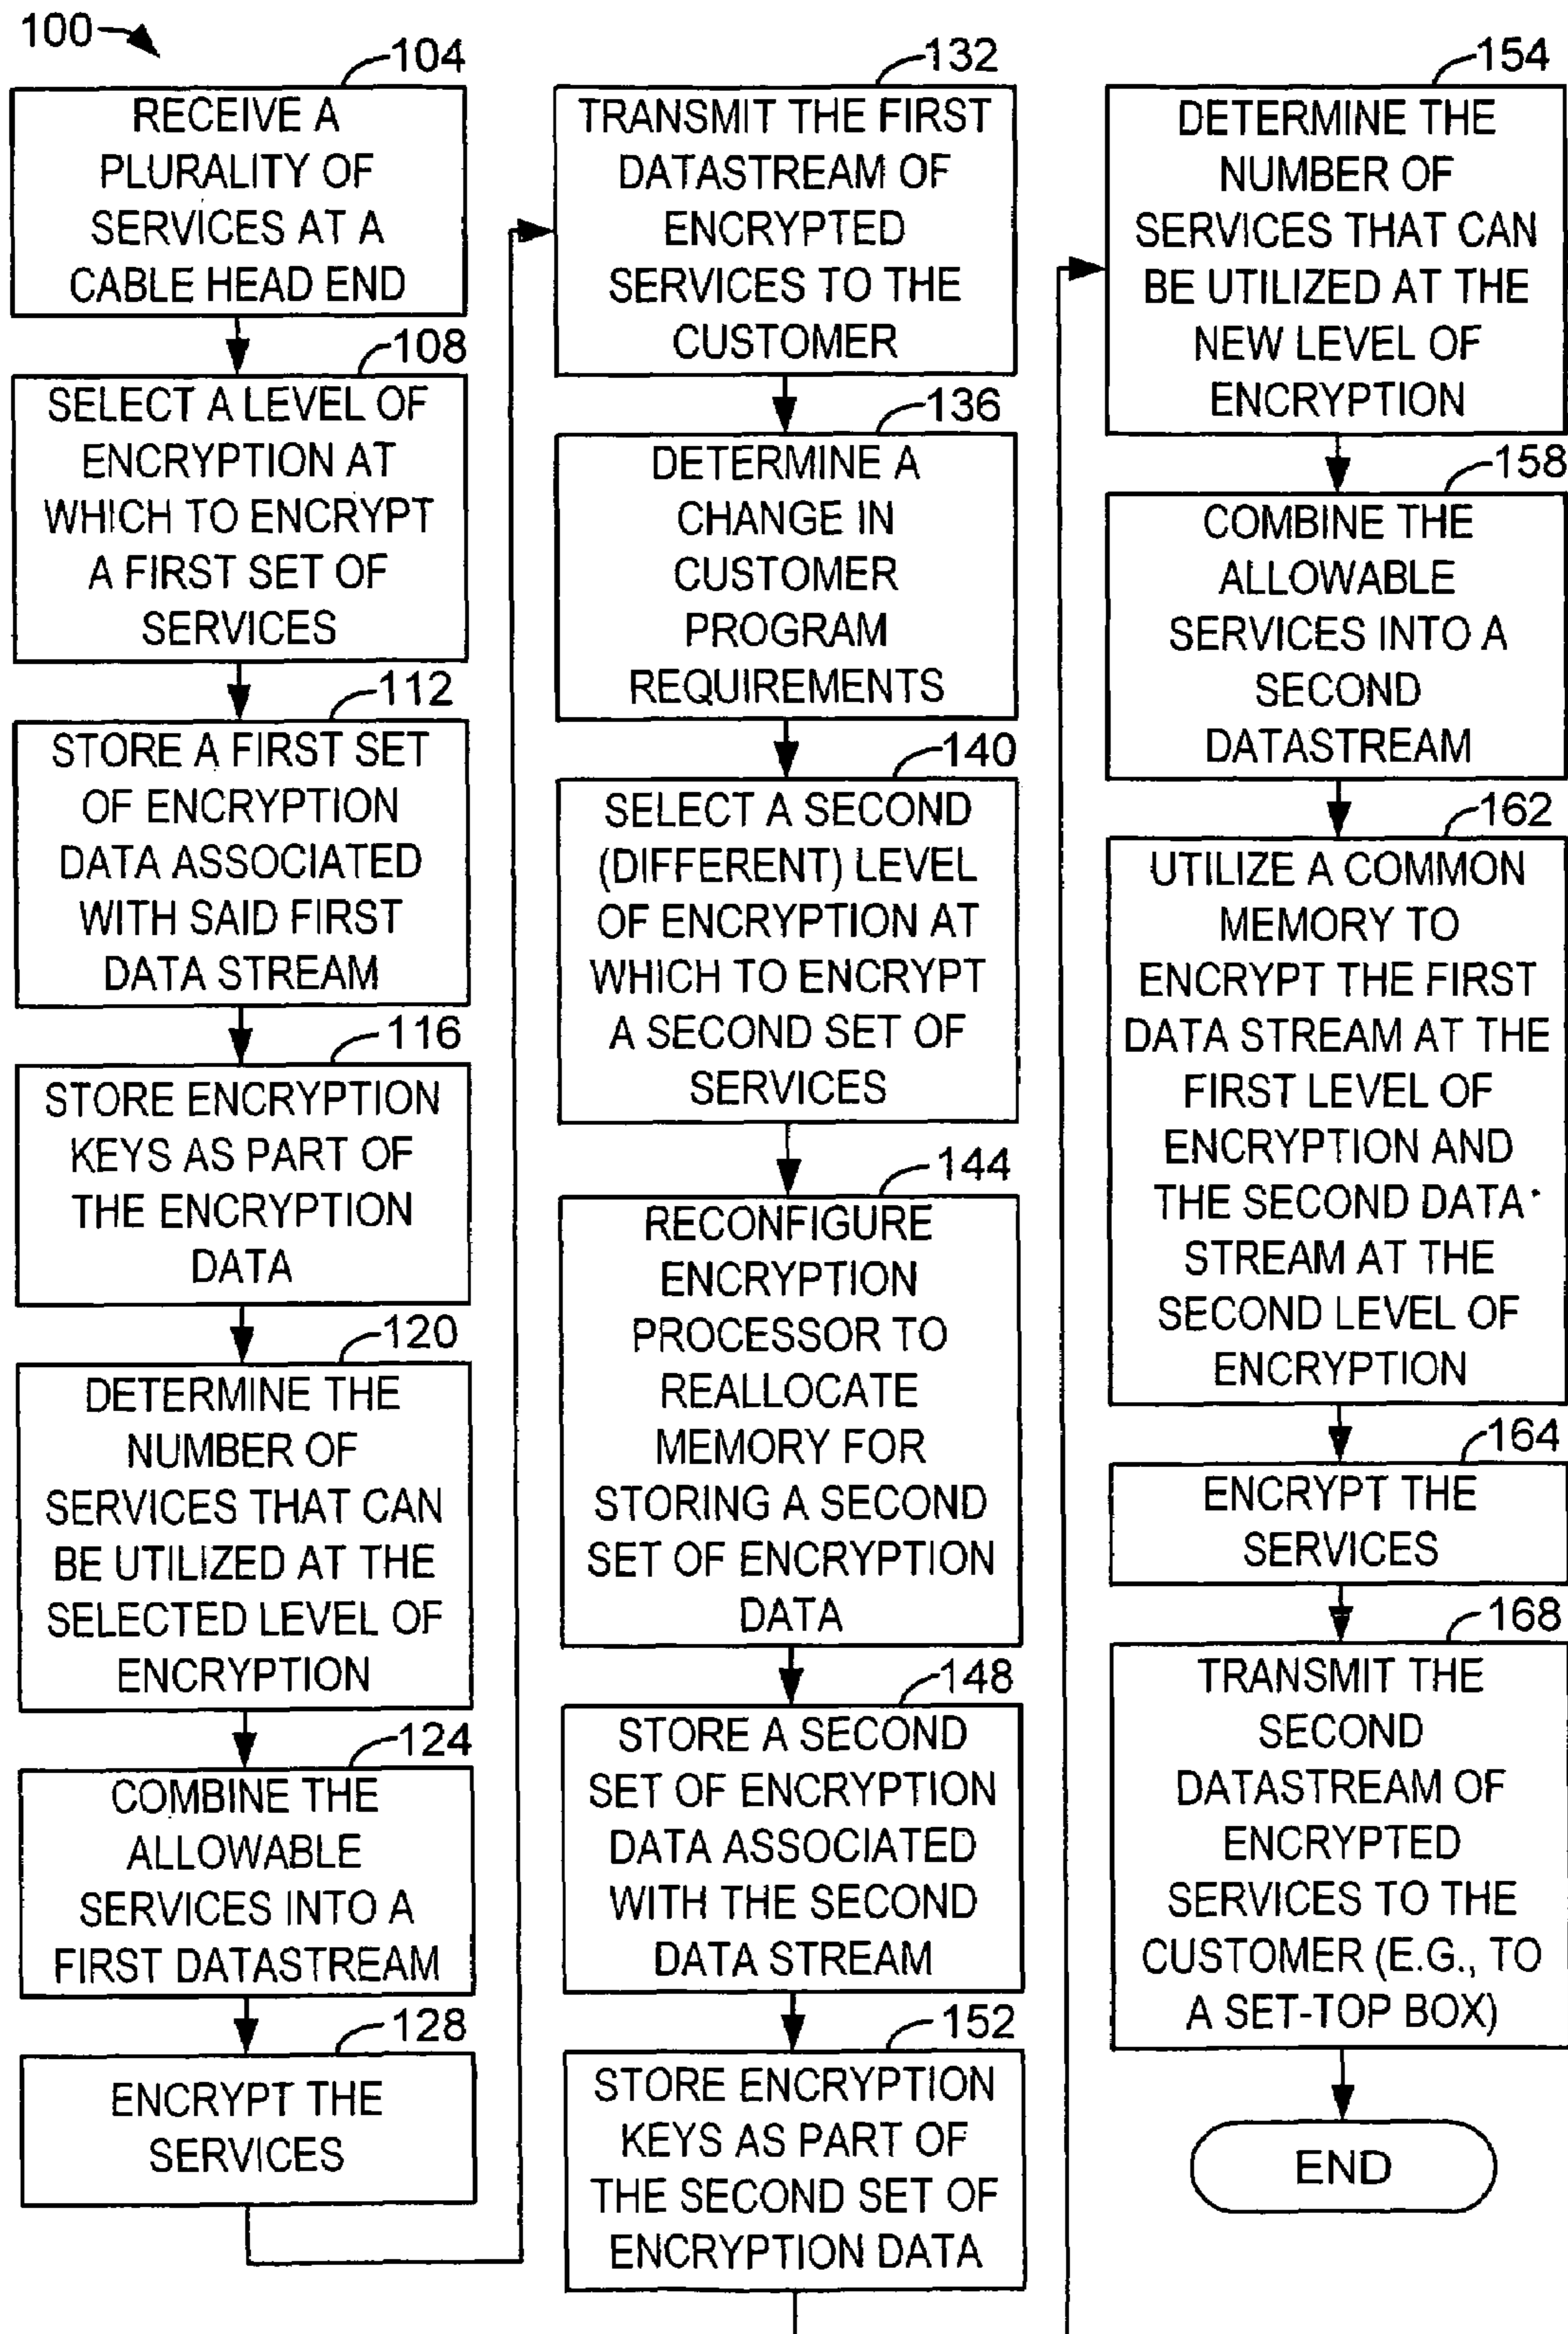 100
104
RECEIVE A
PLURALITY OF
SERVICES AT A
CABLE HEAD END
108
SELECT A LEVEL OF
ENCRYPTION AT
WHICH TO ENCRYPT
A FIRST SET OF
SERVICES
112
STORE A FIRST SET
OF ENCRYPTION
DATA ASSOCIATED
WITH SAID FIRST
DATA STREAM
116
STORE ENCRYPTION
KEYS AS PART OF
THE ENCRYPTION
DATA
120
DETERMINE THE
NUMBER OF
SERVICES THAT CAN
BE UTILIZED AT THE
SELECTED LEVEL OF
ENCRYPTION
124
COMBINE THE
ALLOWABLE
SERVICES INTO A
FIRST DATASTREAM
128
ENCRYPT THE
SERVICES
132
TRANSMIT THE FIRST
DATASTREAM OF
ENCRYPTED
SERVICES TO THE
CUSTOMER
136
DETERMINE A
CHANGE IN
CUSTOMER
PROGRAM
REQUIREMENTS
140
SELECT A SECOND
(DIFFERENT) LEVEL
OF ENCRYPTION AT
WHICH TO ENCRYPT
A SECOND SET OF
SERVICES
144
RECONFIGURE
ENCRYPTION
PROCESSOR TO
REALLOCATE
MEMORY FOR
STORING A SECOND
SET OF ENCRYPTION
DATA
148
STORE A SECOND
SET OF ENCRYPTION
DATA ASSOCIATED
WITH THE SECOND
DATA STREAM
152
STORE ENCRYPTION
KEYS AS PART OF
THE SECOND SET OF
ENCRYPTION DATA
154
DETERMINE THE
NUMBER OF
SERVICES THAT CAN
BE UTILIZED AT THE
NEW LEVEL OF
ENCRYPTION
158
COMBINE THE
ALLOWABLE
SERVICES INTO A
SECOND
DATASTREAM
162
UTILIZE A COMMON
MEMORY TO
ENCRYPT THE FIRST
DATA STREAM AT THE
FIRST LEVEL OF
ENCRYPTION AND
THE SECOND DATA
STREAM AT THE
SECOND LEVEL OF
ENCRYPTION
164
ENCRYPT THE
SERVICES
168
TRANSMIT THE
SECOND
DATASTREAM OF
ENCRYPTED
SERVICES TO THE
CUSTOMER (E.G., TO
A SET-TOP BOX)
END